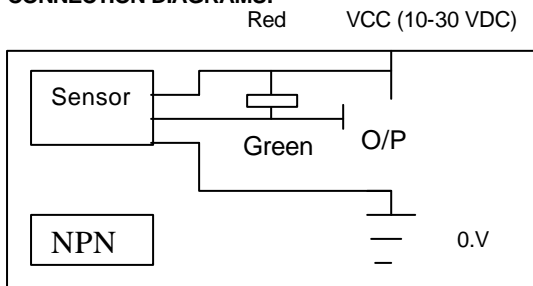 CONNECTION DIAGRAMS:
Red VCC (10-30 VDC)
Sensor
Green O/P
NPN 0.V